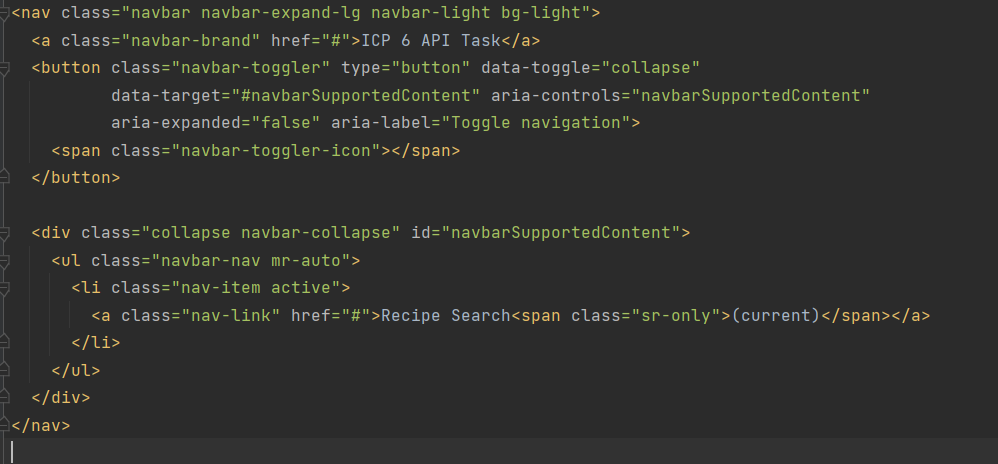 <nav class="navbar navbar-expand-lg navbar-light bg-light">
  <a class="navbar-brand" href="#">ICP 6 API Task</a>
  <button class="navbar-toggler" type="button" data-toggle="collapse"
          data-target="#navbarSupportedContent" aria-controls="navbarSupportedContent"
          aria-expanded="false" aria-label="Toggle navigation">
    <span class="navbar-toggler-icon"></span>
  </button>

  <div class="collapse navbar-collapse" id="navbarSupportedContent">
    <ul class="navbar-nav mr-auto">
      <li class="nav-item active">
        <a class="nav-link" href="#">Recipe Search<span class="sr-only">(current)</span></a>
      </li>
    </ul>
  </div>
</nav>